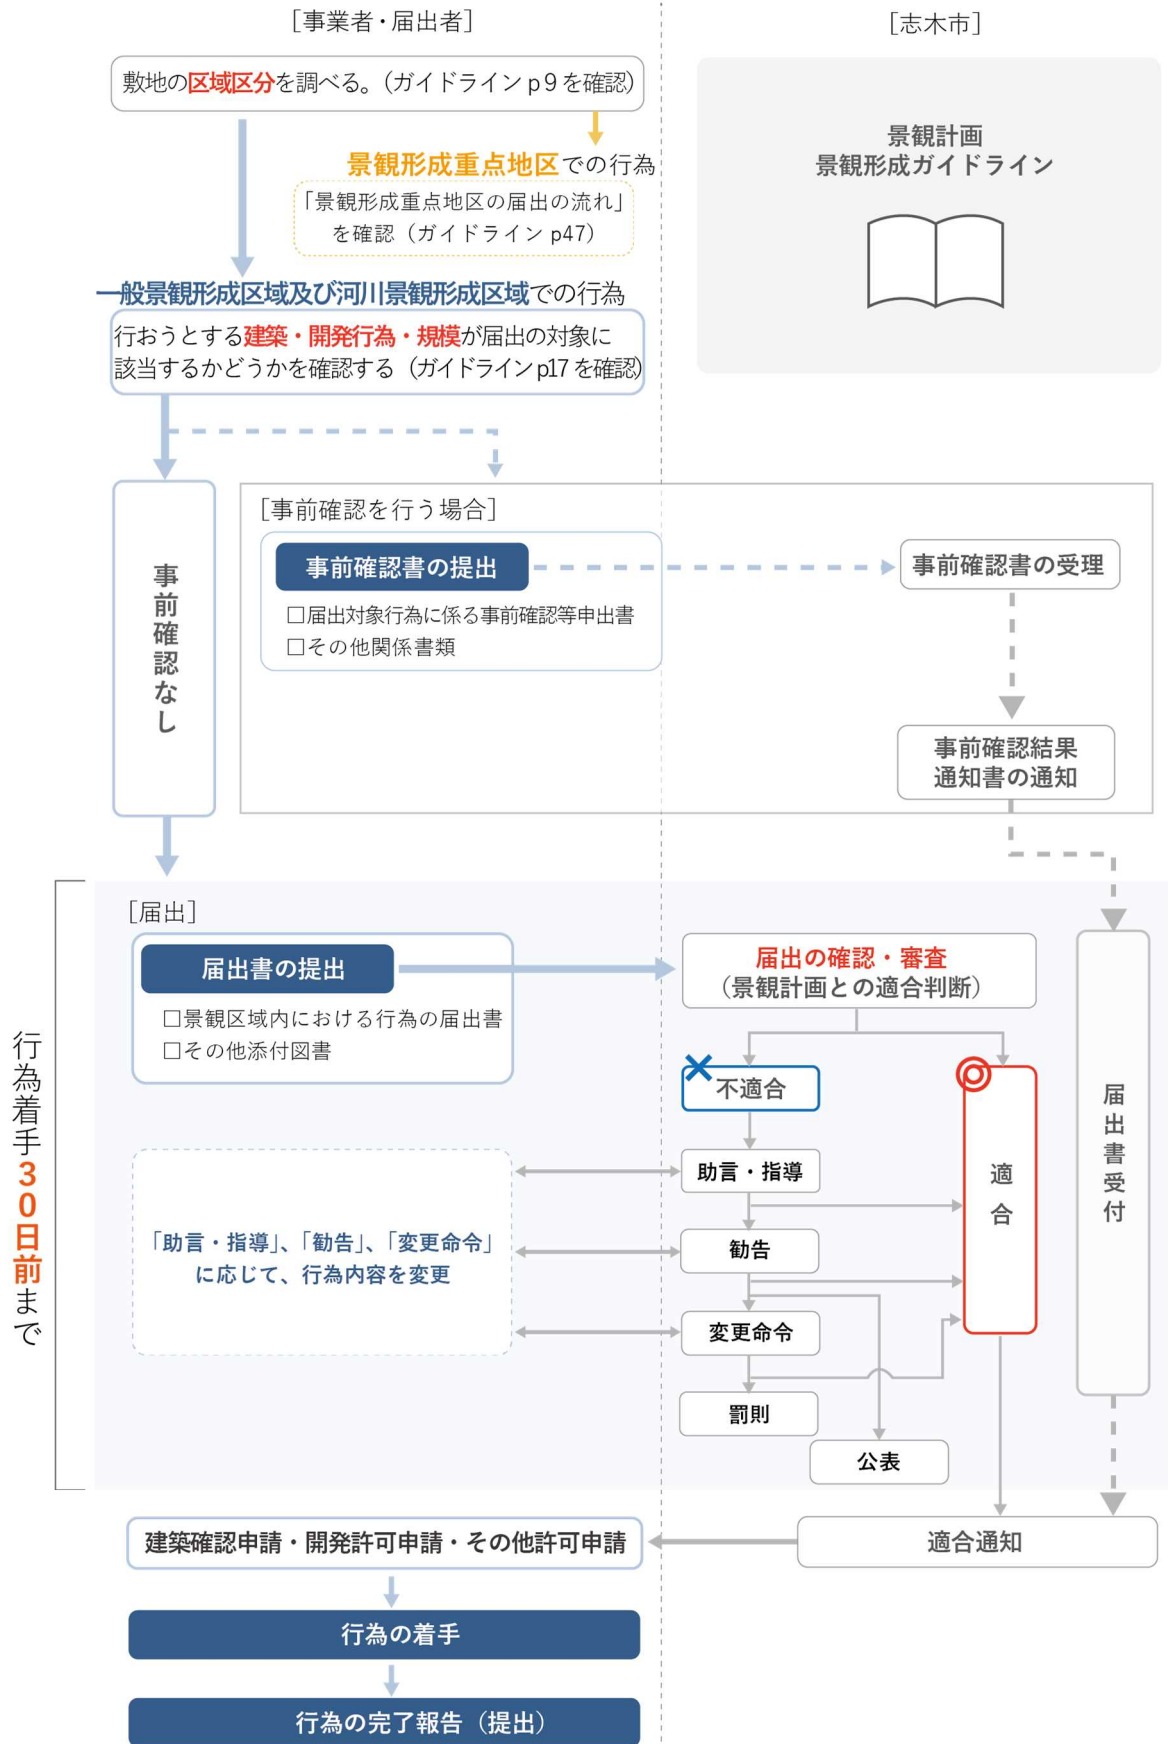 ［事業者・届出者］
［志木市］
敷地の区域区分を調べる。（ガイドライン p 9 を確認）
景観計画
景観形成ガイドライン
景観形成重点地区での行為
「景観形成重点地区の届出の流れ」
を確認（ガイドライン p47）
一般景観形成区域及び河川景観形成区域での行為
行おうとする建築・開発行為・規模が届出の対象に
該当するかどうかを確認する（ガイドライン p17 を確認）
事前確認なし
［事前確認を行う場合］
事前確認書の提出
□届出対象行為に係る事前確認等申出書
□その他関係書類
事前確認書の受理
事前確認結果
通知書の通知
行為着手30日前まで
［届出］
届出書の提出
□景観区域内における行為の届出書
□その他添付図書
届出の確認・審査
（景観計画との適合判断）
不適合
適合
届出書受付
助言・指導
「助言・指導」、「勧告」、「変更命令」
に応じて、行為内容を変更
勧告
変更命令
罰則
公表
建築確認申請・開発許可申請・その他許可申請
適合通知
行為の着手
行為の完了報告（提出）